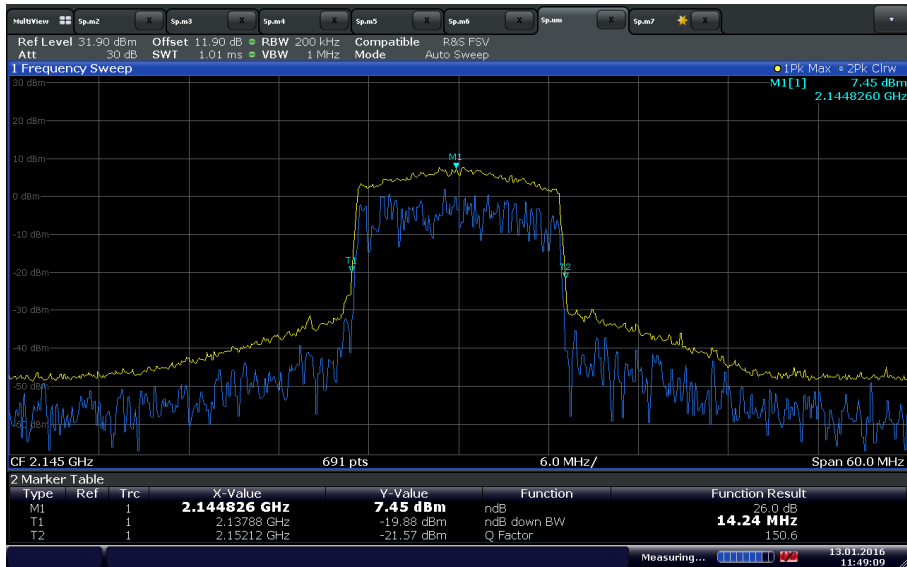 MultiView Sp.m2 X Sp.m3 X Sp.m4 X Sp.m5 X Sp.m6 X Sp.um X Sp.m7 X
Ref Level 31.90 dBm Offset 11.90 dB RBW 200 kHz Compatible R&S FSV
Att 30 dB SWT 1.01 ms VBW 1 MHz Mode Auto Sweep
1 Frequency Sweep 1Pk Max 2Pk Clrw
30 dBm M1[1] 7.45 dBm
2.1448260 GHz
20 dBm
10 dBm
M1
0 dBm
-10 dBm
T1 T2
-20 dBm
-30 dBm
-40 dBm
-50 dBm
-60 dBm
CF 2.145 GHz 691 pts 6.0 MHz/ Span 60.0 MHz
2 Marker Table
Type Ref Trc X-Value Y-Value Function Function Result
M1 1 2.144826 GHz 7.45 dBm ndB 26.0 dB
T1 1 2.13788 GHz -19.88 dBm ndB down BW 14.24 MHz
T2 1 2.15212 GHz -21.57 dBm Q Factor 150.6
Measuring... 13.01.2016
11:49:09